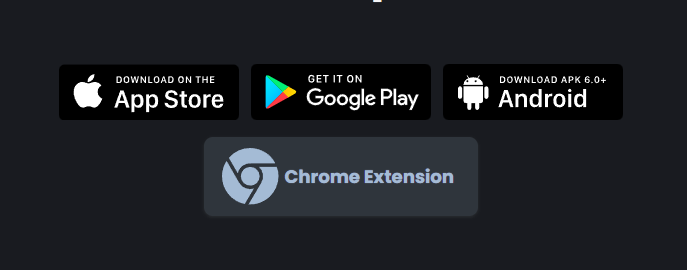 DOWNLOAD ON THE
App Store
GET IT ON
Google Play
DOWNLOAD APK 6.0+
Android
Chrome Extension